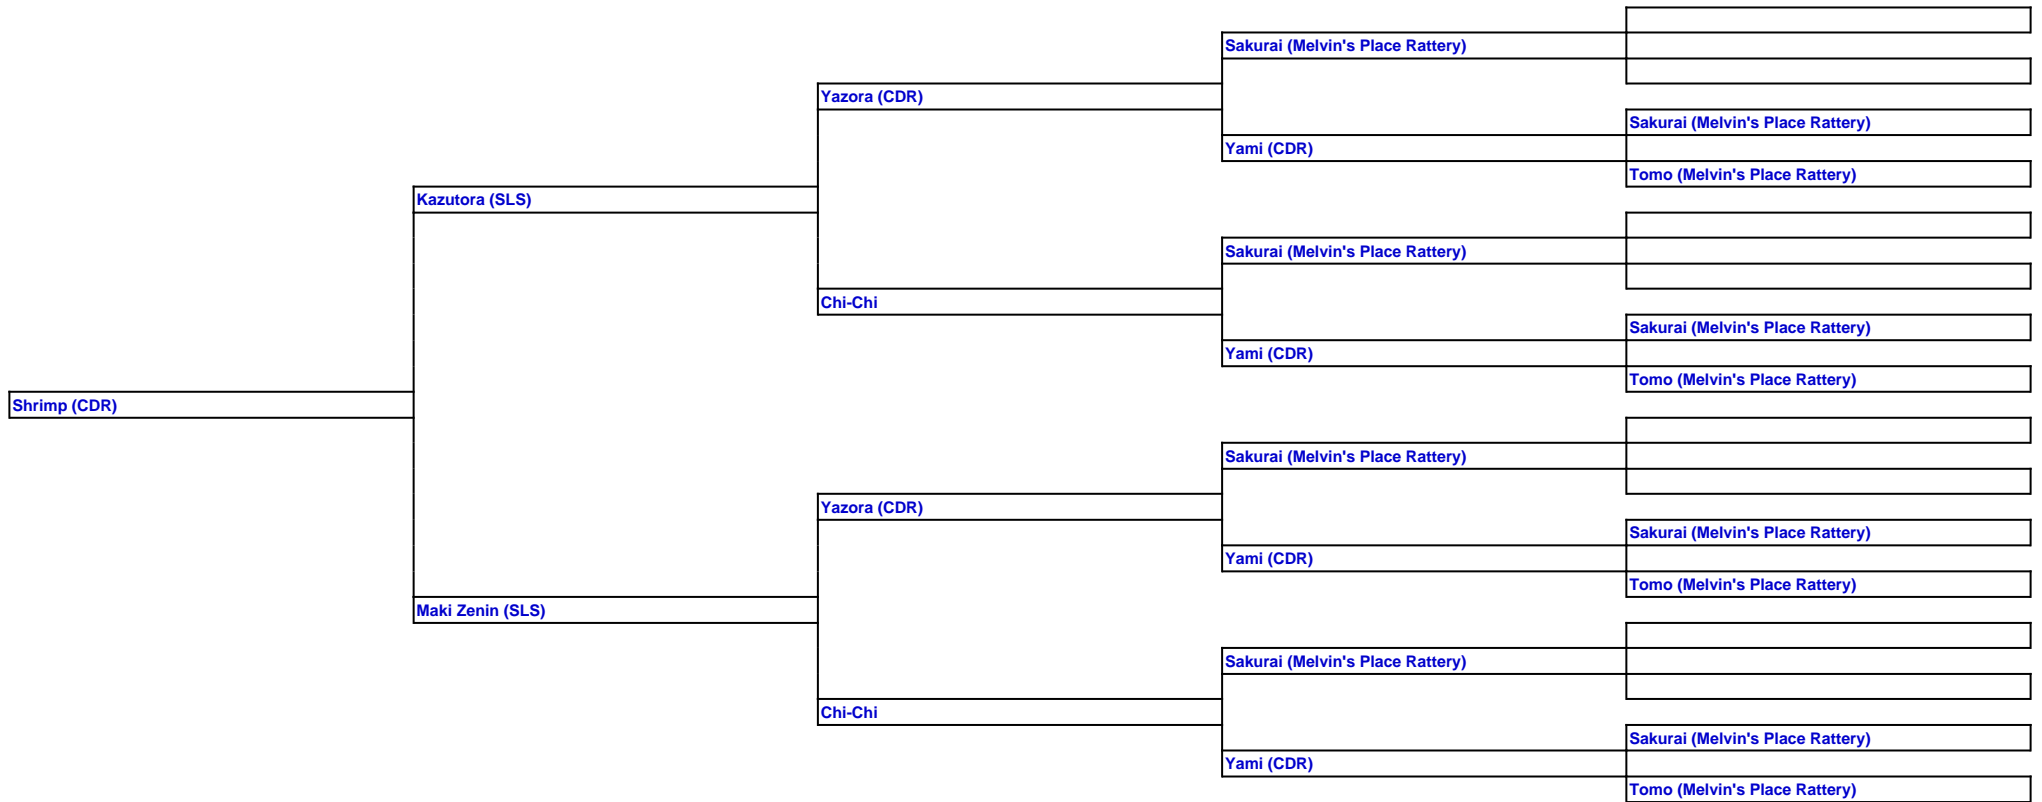 Sakurai (Melvin's Place Rattery)
Yazora (CDR)
Sakurai (Melvin's Place Rattery)
Yami (CDR)
Tomo (Melvin's Place Rattery)
Kazutora (SLS)
Sakurai (Melvin's Place Rattery)
Chi-Chi
Sakurai (Melvin's Place Rattery)
Yami (CDR)
Tomo (Melvin's Place Rattery)
Shrimp (CDR)
Sakurai (Melvin's Place Rattery)
Yazora (CDR)
Sakurai (Melvin's Place Rattery)
Yami (CDR)
Tomo (Melvin's Place Rattery)
Maki Zenin (SLS)
Sakurai (Melvin's Place Rattery)
Chi-Chi
Sakurai (Melvin's Place Rattery)
Yami (CDR)
Tomo (Melvin's Place Rattery)